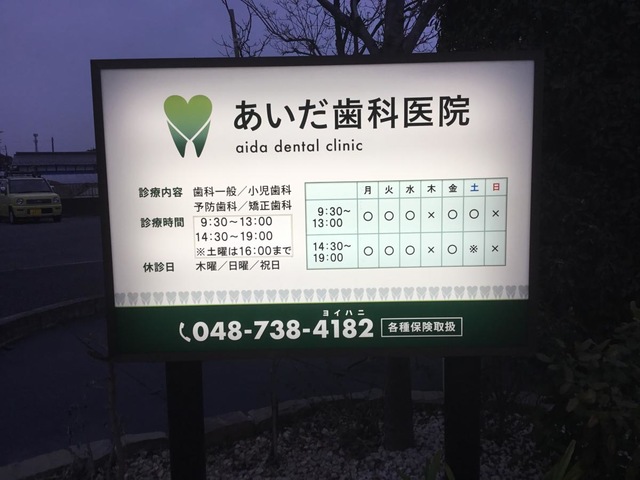 あいだ歯科医院
aida dental clinic
診療内容 歯科一般／小児歯科
予防歯科／矯正歯科
診療時間 9:30～13:00
14:30～19:00
※土曜は16:00まで
休診日 木曜／日曜／祝日
月 火 水 木 金 土 日
9:30～13:00 ○ ○ ○ × ○ ○ ×
14:30～19:00 ○ ○ ○ × ○ ※ ×
ヨイハニ
048-738-4182 各種保険取扱